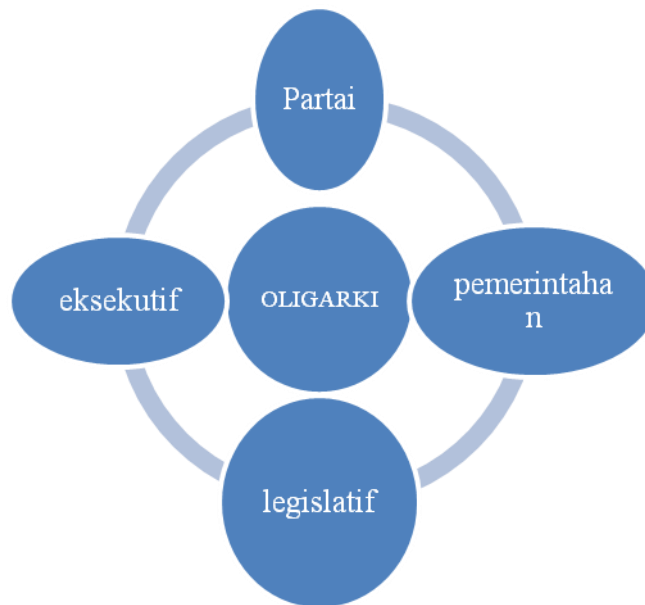 Partai
eksekutif
OLIGARKI
pemerintaha
n
legislatif